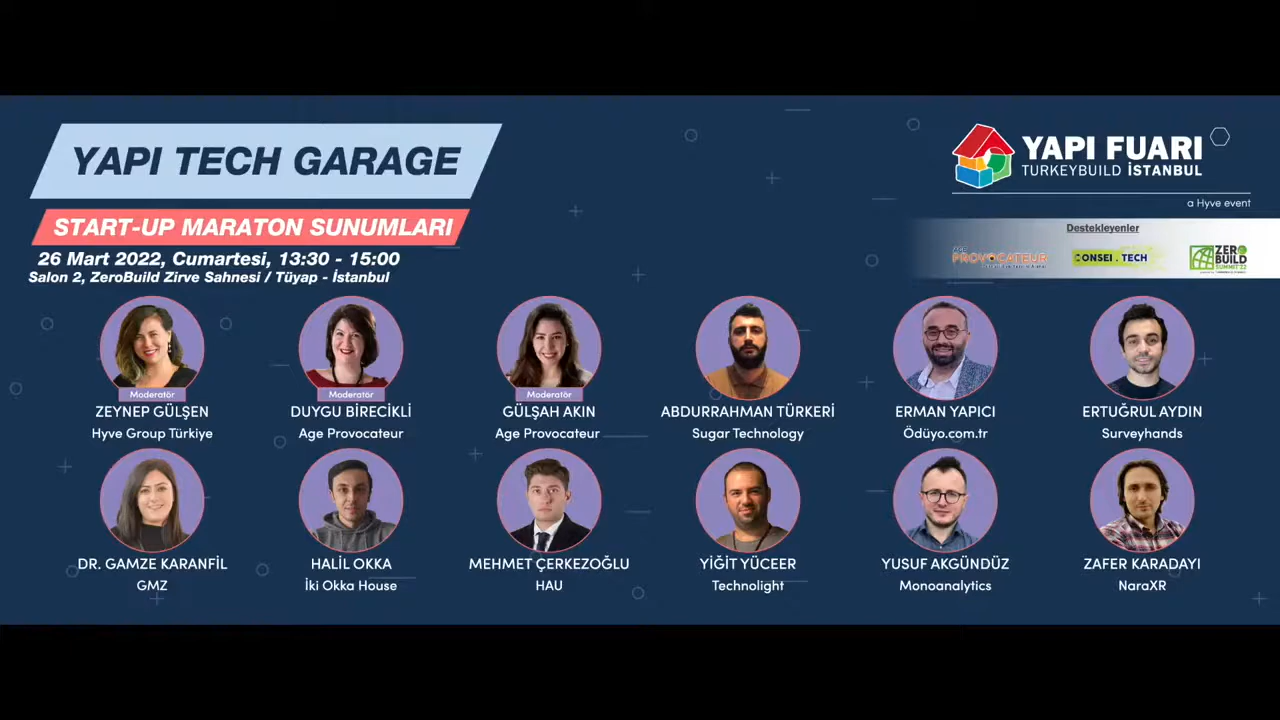 YAPI TECH GARAGE
START-UP MARATON SUNUMLARI
26 Mart 2022, Cumartesi, 13:30 - 15:00
Salon 2, ZeroBuild Zirve Sahnesi / Tüyap - İstanbul
YAPI FUARI
TURKEYBUILD İSTANBUL
a Hyve event
Destekleyenler
AGE
PROVOCATEUR
CONSEI.TECH
ZERO
BUILD
SUMMIT'22
Moderatör
Moderatör
Moderatör
ZEYNEP GÜLŞEN
Hyve Group Türkiye
DUYGU BİRECİKLİ
Age Provocateur
GÜLŞAH AKIN
Age Provocateur
ABDURRAHMAN TÜRKERİ
Sugar Technology
ERMAN YAPICI
Ödüyo.com.tr
ERTUĞRUL AYDIN
Surveyhands
DR. GAMZE KARANFİL
GMZ
HALİL OKKA
İki Okka House
MEHMET ÇERKEZOĞLU
HAU
YİĞİT YÜCEER
Technolight
YUSUF AKGÜNDÜZ
Monoanalytics
ZAFER KARADAYI
NaraXR